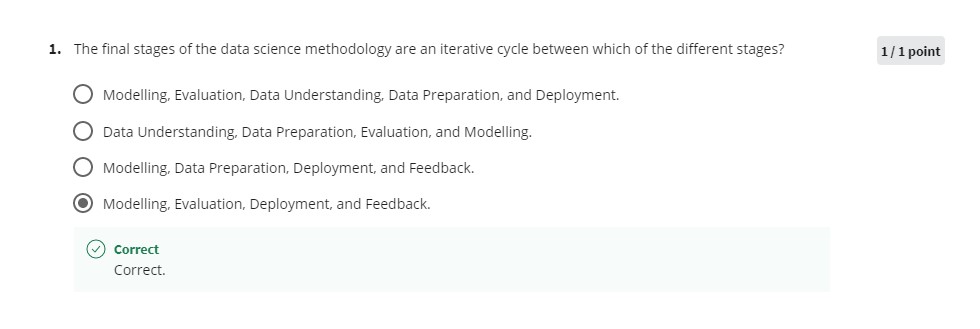 1. The final stages of the data science methodology are an iterative cycle between which of the different stages?
1 / 1 point
Modelling, Evaluation, Data Understanding, Data Preparation, and Deployment.
Data Understanding, Data Preparation, Evaluation, and Modelling.
Modelling, Data Preparation, Deployment, and Feedback.
Modelling, Evaluation, Deployment, and Feedback.
Correct
Correct.